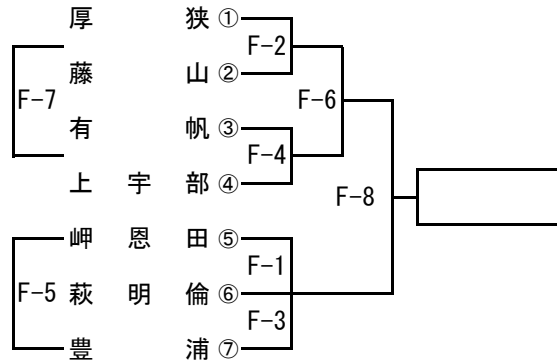 厚狭 ①
F-2
藤山 ②
F-7
F-6
有帆 ③
F-4
上宇部 ④
F-8
岬恩田 ⑤
F-1
F-5
萩明倫 ⑥
F-3
豊浦 ⑦